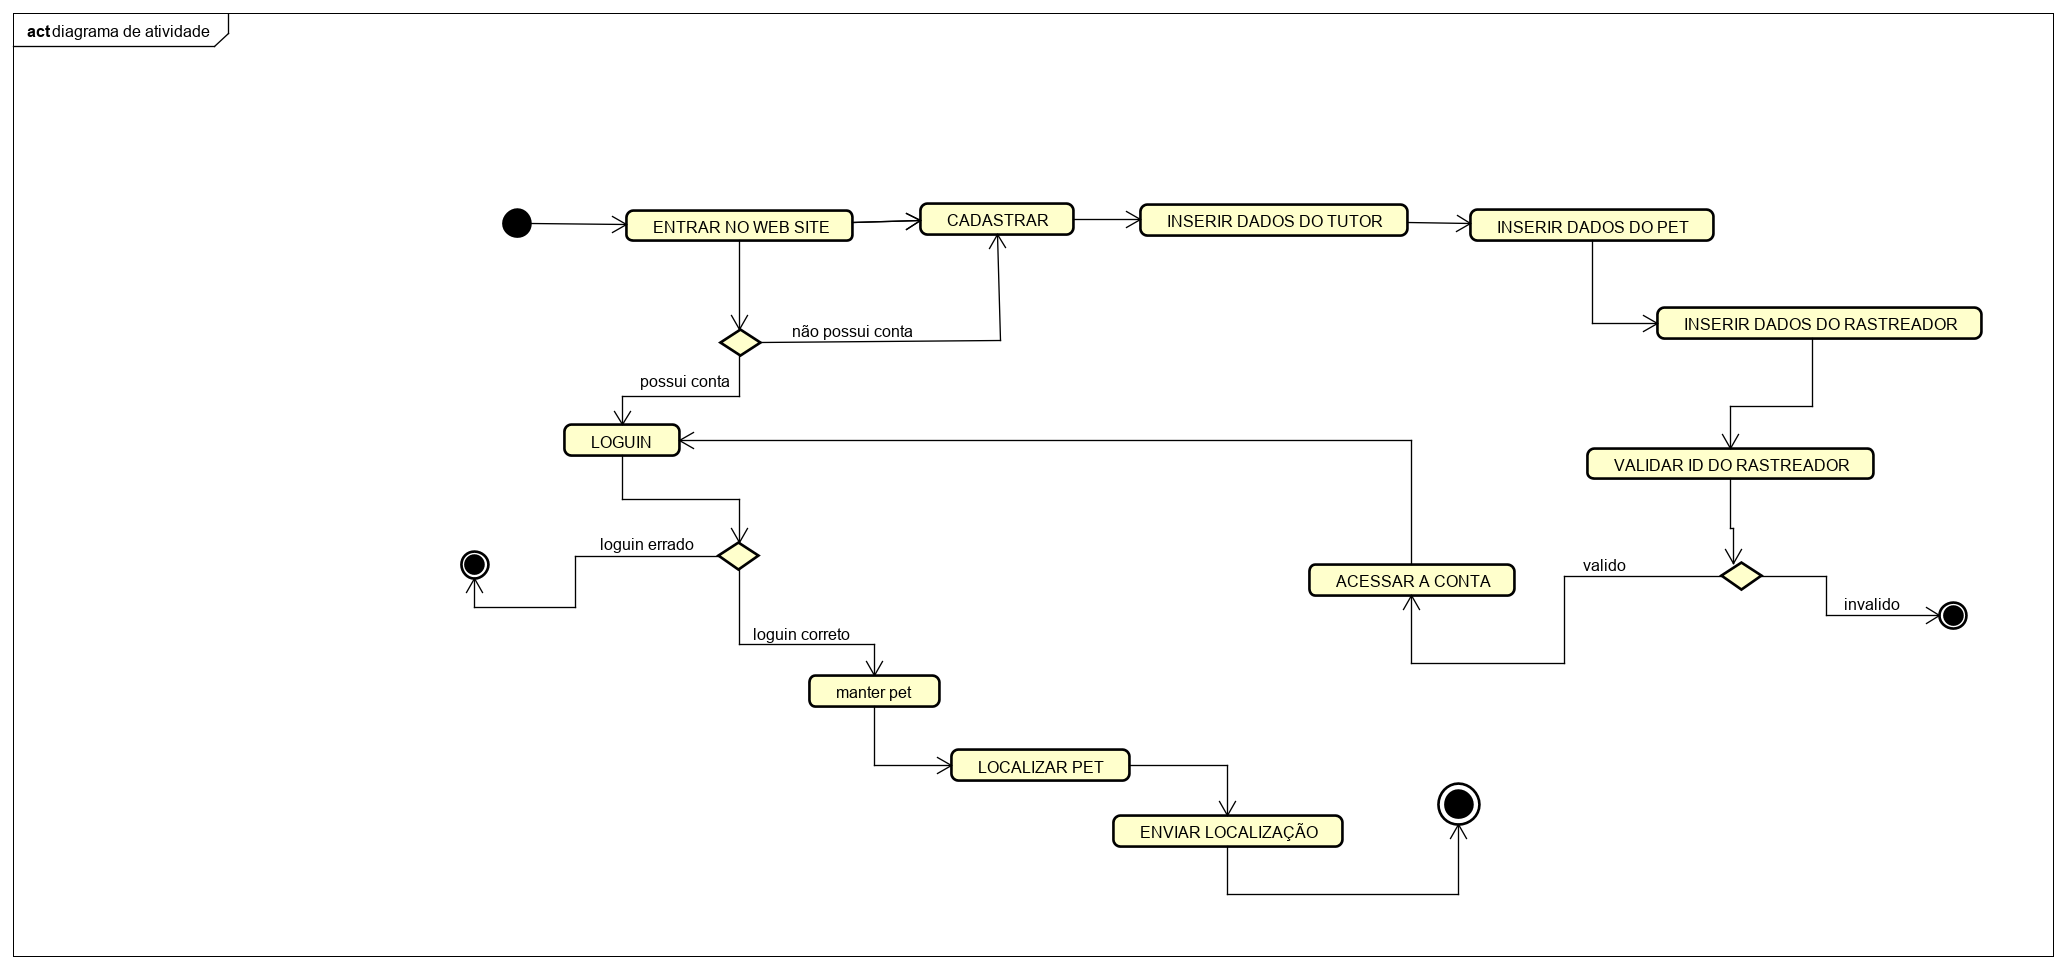 act diagrama de atividade
ENTRAR NO WEB SITE
CADASTRAR
INSERIR DADOS DO TUTOR
INSERIR DADOS DO PET
INSERIR DADOS DO RASTREADOR
não possui conta
possui conta
LOGUIN
VALIDAR ID DO RASTREADOR
loguin errado
valido
ACESSAR A CONTA
invalido
loguin correto
manter pet
LOCALIZAR PET
ENVIAR LOCALIZAÇÃO